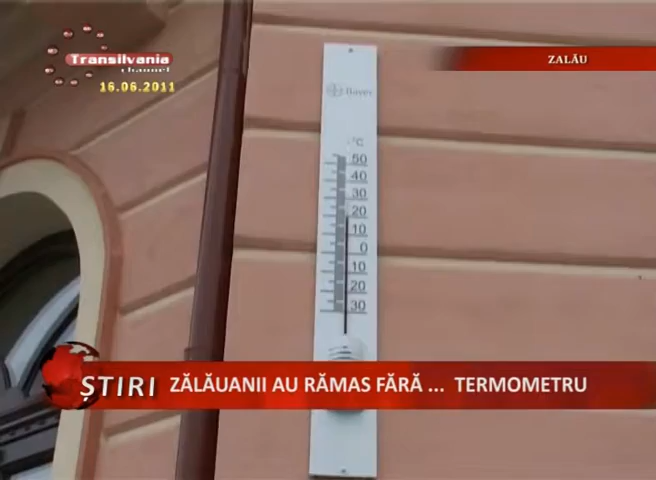 Transilvania
channel
16.06.2011
ZALĂU
Bayer
°C
50
40
30
20
10
0
10
20
30
ȘTIRI
ZĂLĂUANII AU RĂMAS FĂRĂ ... TERMOMETRU